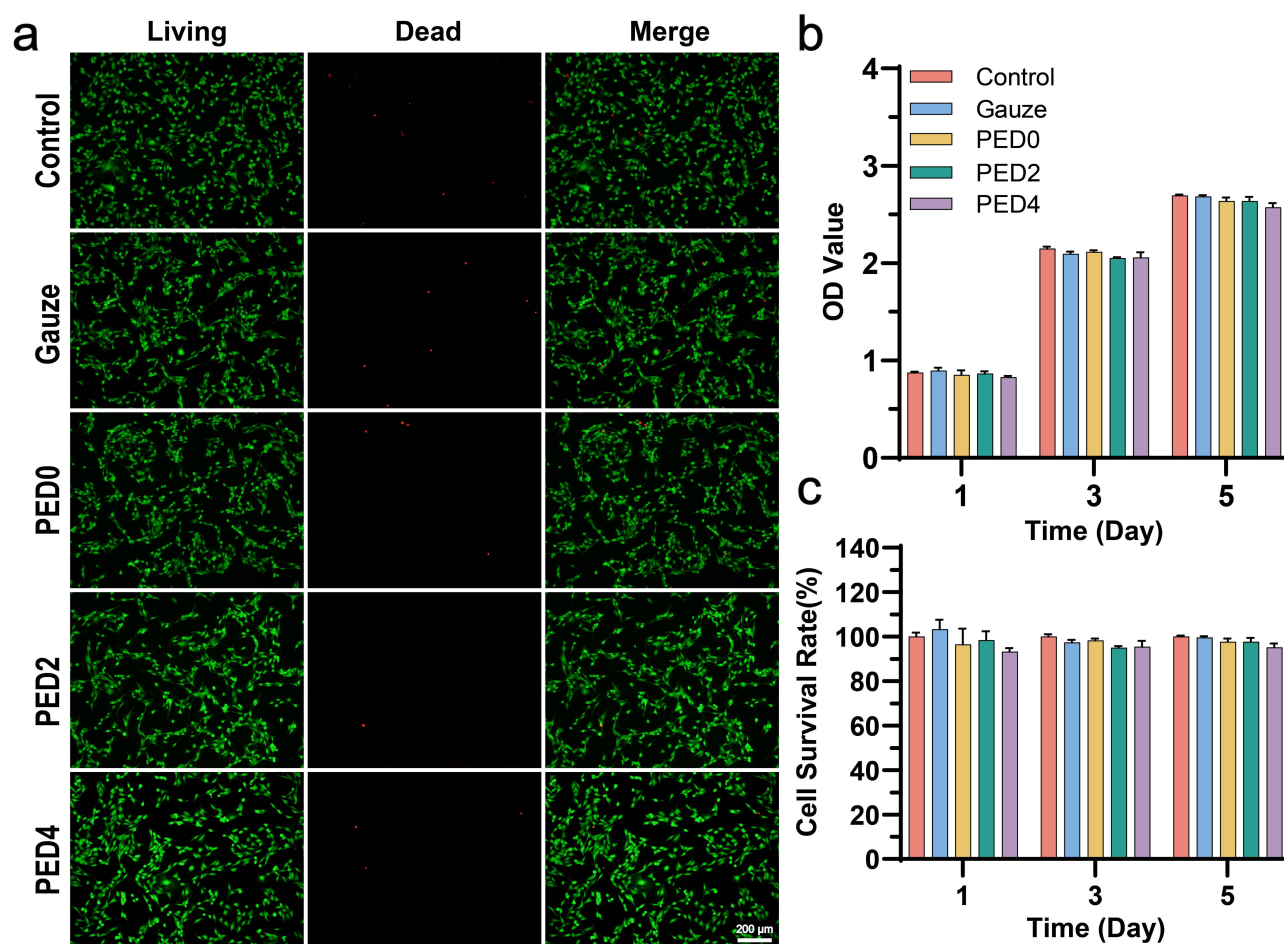 a
Living Dead Merge
Control
Gauze
PED0
PED2
PED4
200 µm
b
OD Value
4
3
2
1
0
Control
Gauze
PED0
PED2
PED4
1 3 5
Time (Day)
c
Cell Survival Rate(%)
140
120
100
80
60
40
20
0
1 3 5
Time (Day)